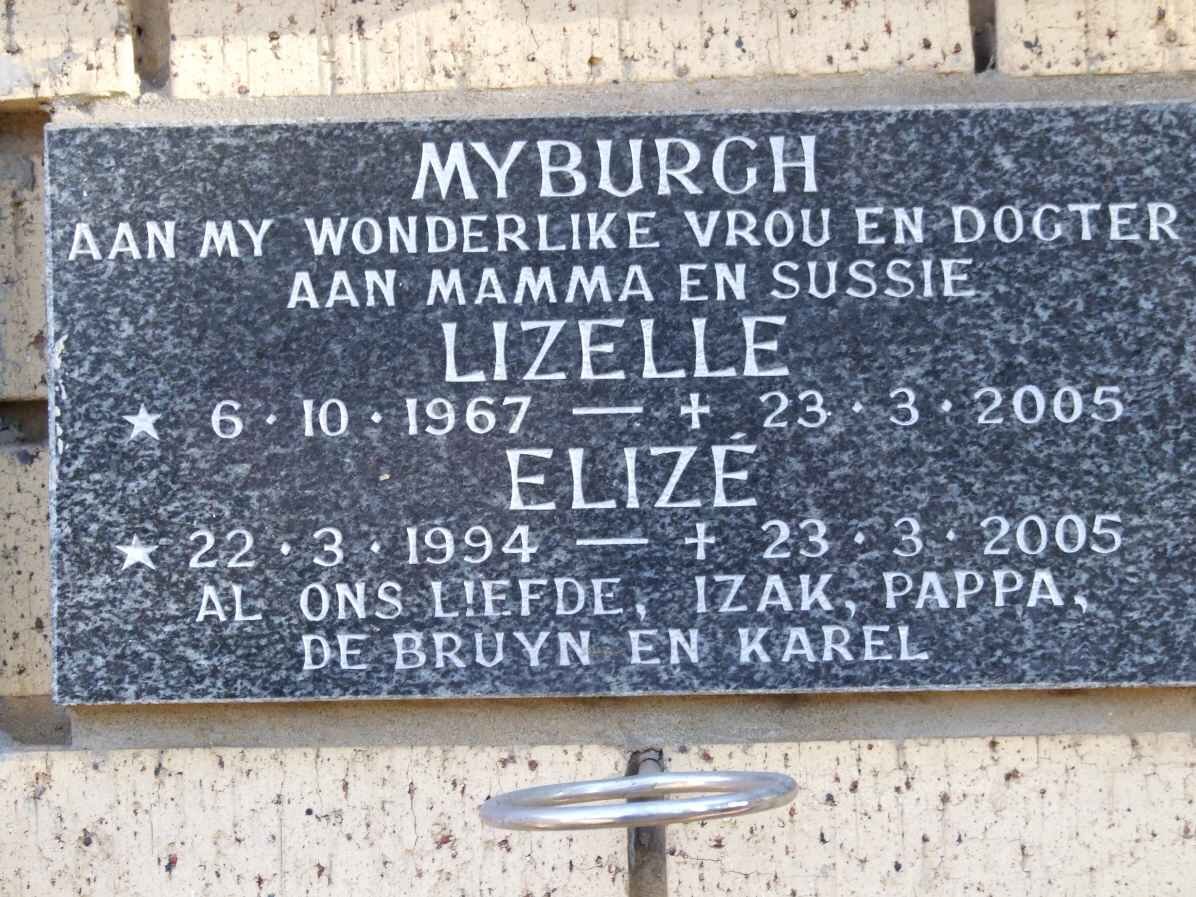 MYBURGH
AAN MY WONDERLIKE VROU EN DOGTER
AAN MAMMA EN SUSSIE
LIZELLE
★ 6 · 10 · 1967 — ✝ 23 · 3 · 2005
ELIZÉ
★ 22 · 3 · 1994 — ✝ 23 · 3 · 2005
AL ONS LIEFDE, IZAK, PAPPA,
DE BRUYN EN KAREL